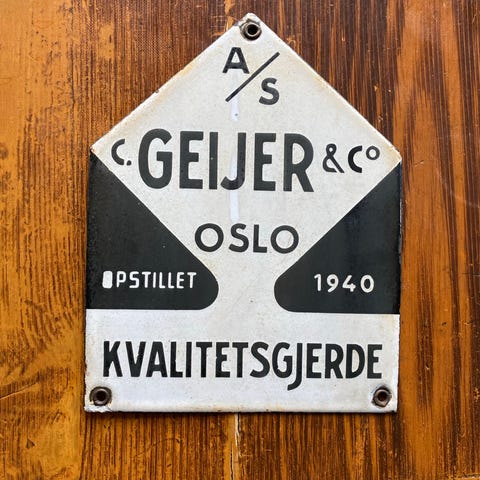 A/S
C. GEIJER & Co
OSLO
OPSTILLET 1940
KVALITETSGJERDE